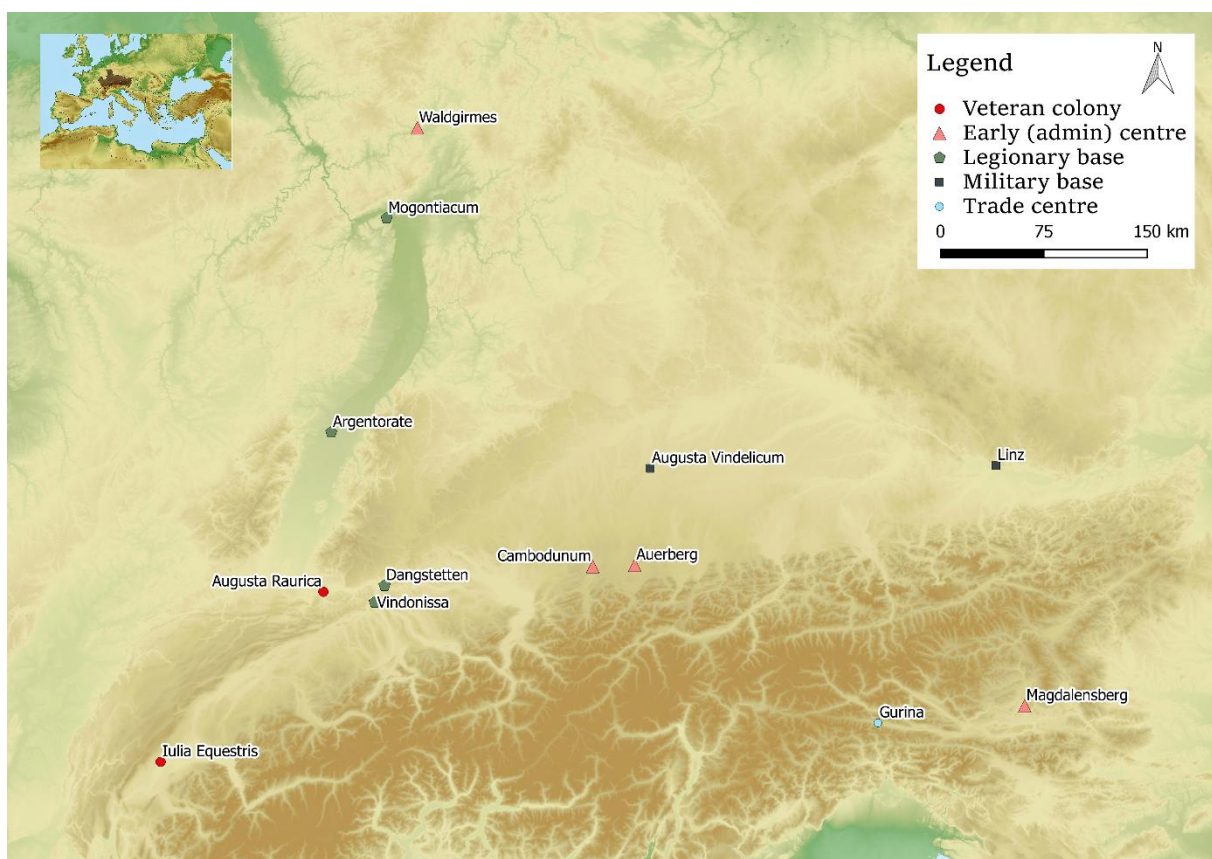 Legend
N
Veteran colony
Early (admin) centre
Legionary base
Military base
Trade centre
0 75 150 km
Waldgirmes
Mogontiacum
Argentorate
Augusta Vindelicum
Linz
Cambodunum
Auerberg
Augusta Raurica
Dangstetten
Vindonissa
Magdalensberg
Gurina
Iulia Equestris